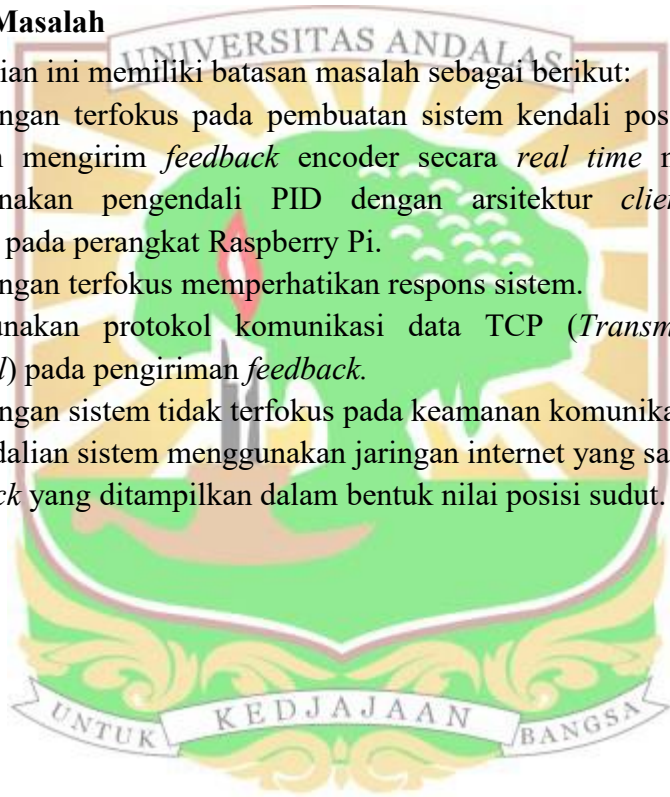 Masalah
UNIVERSITAS ANDALAS
ian ini memiliki batasan masalah sebagai berikut:
ngan terfokus pada pembuatan sistem kendali pos
mengirim feedback encoder secara real time
nakan pengendali PID dengan arsitektur clien
pada perangkat Raspberry Pi.
ngan terfokus memperhatikan respons sistem.
unakan protokol komunikasi data TCP (Transm
l) pada pengiriman feedback.
ngan sistem tidak terfokus pada keamanan komunika
dalian sistem menggunakan jaringan internet yang sa
ck yang ditampilkan dalam bentuk nilai posisi sudut.
UNTUK KEDJAJAAN BANGSA